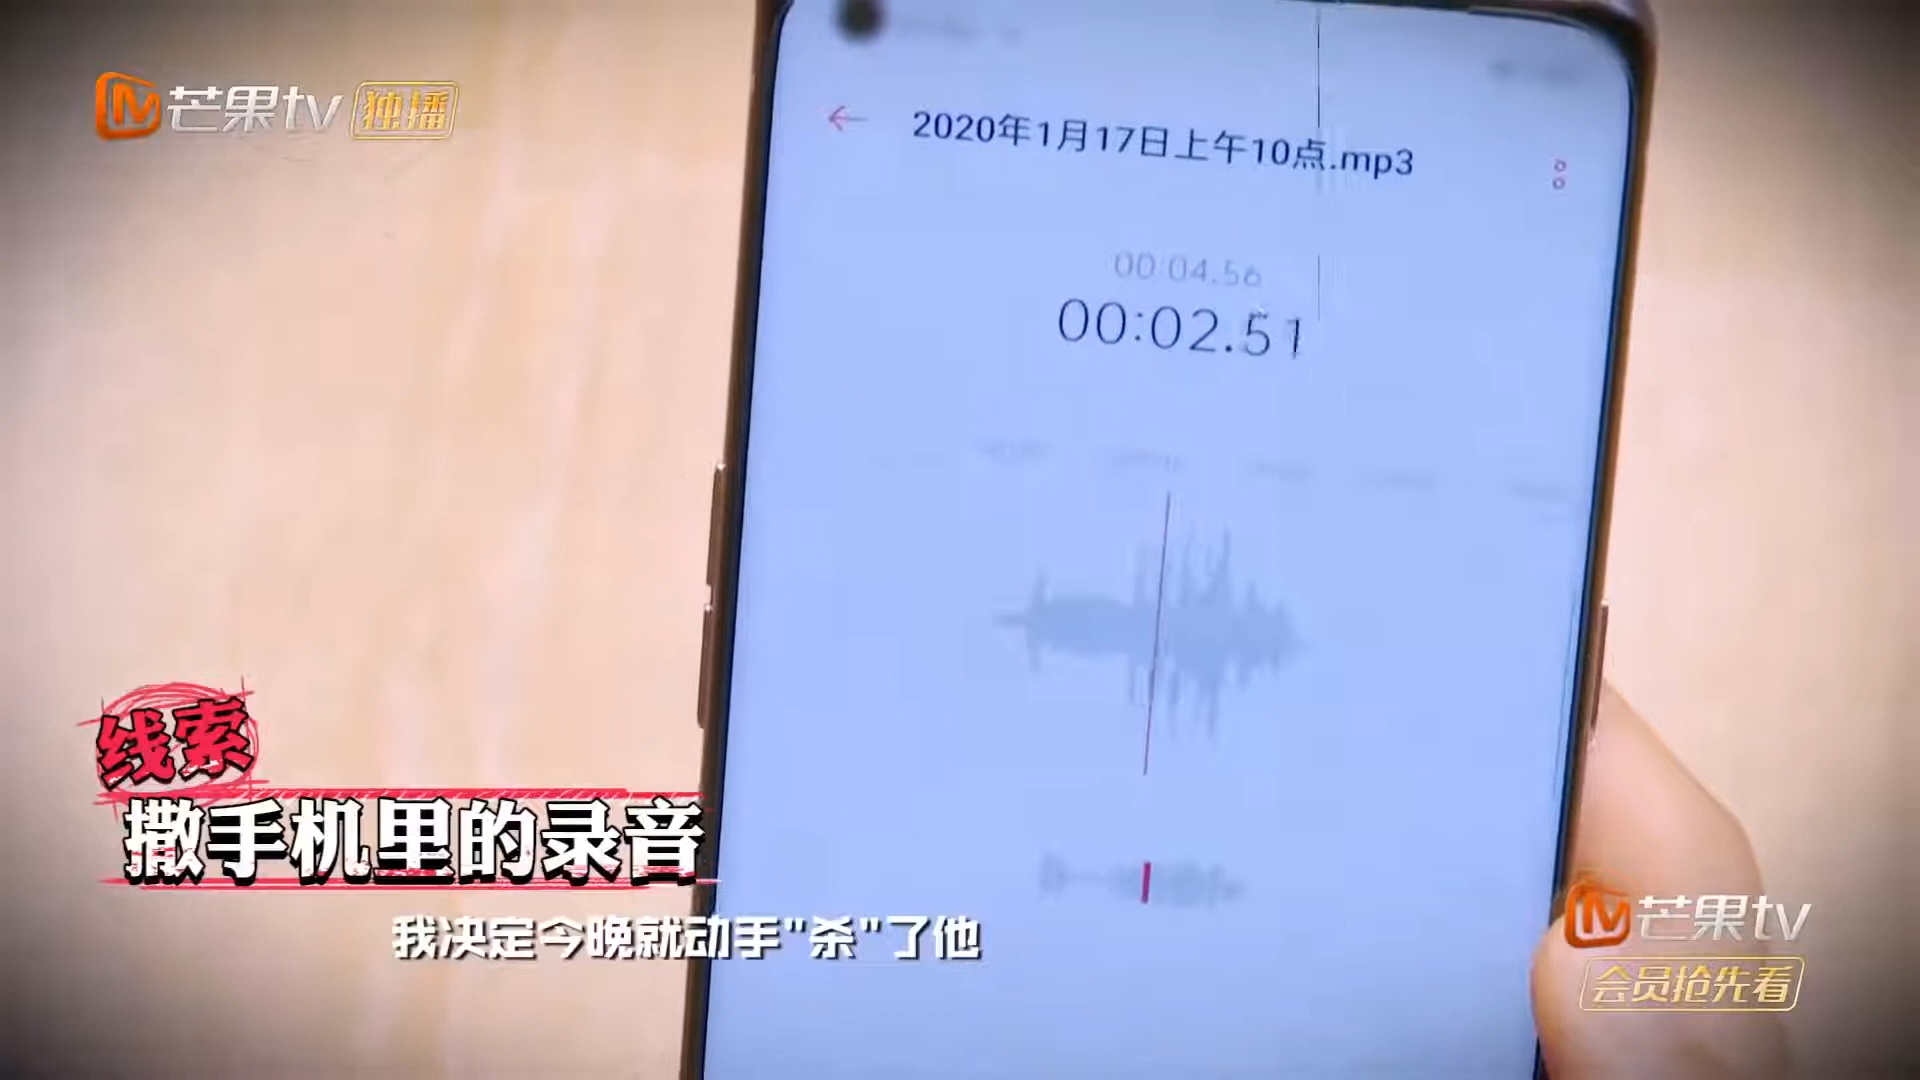 芒果tv 独播
2020年1月17日上午10点.mp3
00:04.56
00:02.51
线索
撒手机里的录音
我决定今晚就动手"杀"了他
芒果tv
会员抢先看